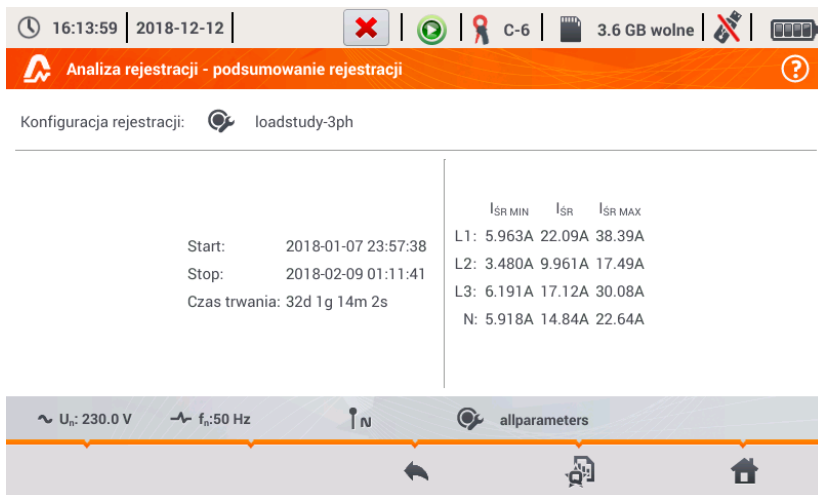 16:13:59 2018-12-12 C-6 3.6 GB wolne
Analiza rejestracji - podsumowanie rejestracji ?
Konfiguracja rejestracji: loadstudy-3ph
Start: 2018-01-07 23:57:38
Stop: 2018-02-09 01:11:41
Czas trwania: 32d 1g 14m 2s
IŚR MIN IŚR IŚR MAX
L1: 5.963A 22.09A 38.39A
L2: 3.480A 9.961A 17.49A
L3: 6.191A 17.12A 30.08A
N: 5.918A 14.84A 22.64A
Un: 230.0 V fn:50 Hz N allparameters